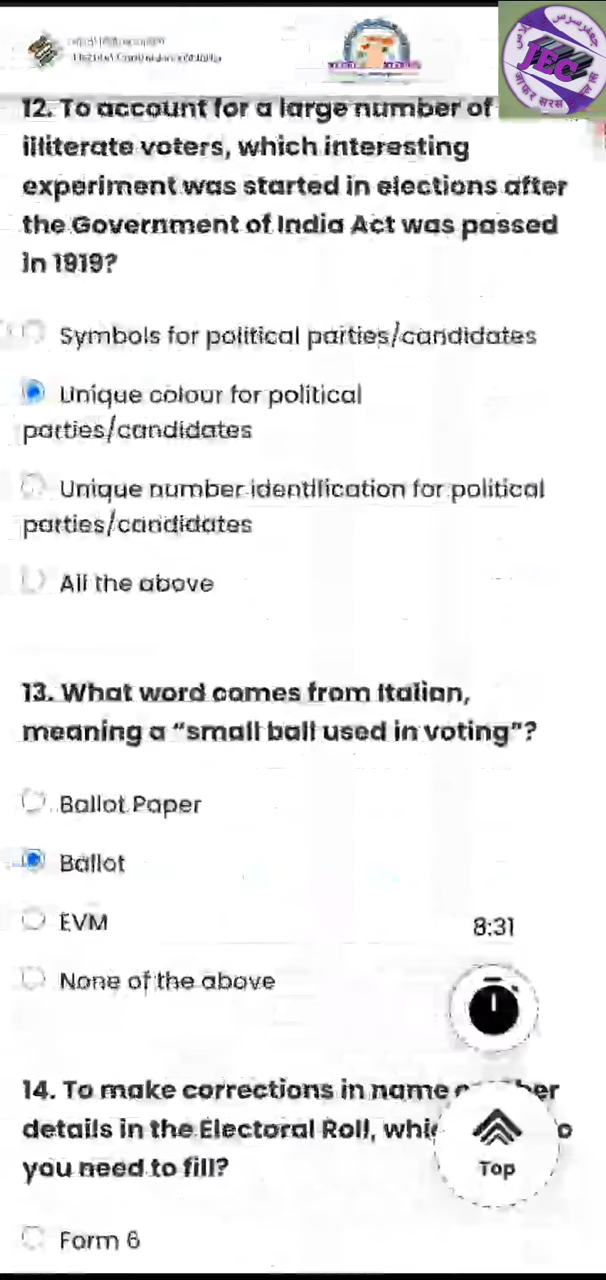 JEC
12. To account for a large number of
illiterate voters, which interesting
experiment was started in elections after
the Government of India Act was passed
in 1919?
Symbols for political parties/candidates
Unique colour for political
parties/candidates
Unique number identification for political
parties/candidates
All the above
13. What word comes from Italian,
meaning a “small ball used in voting”?
Ballot Paper
Ballot
EVM
None of the above
8:31
14. To make corrections in name
details in the Electoral Roll,
you need to fill?
Top
Form 6